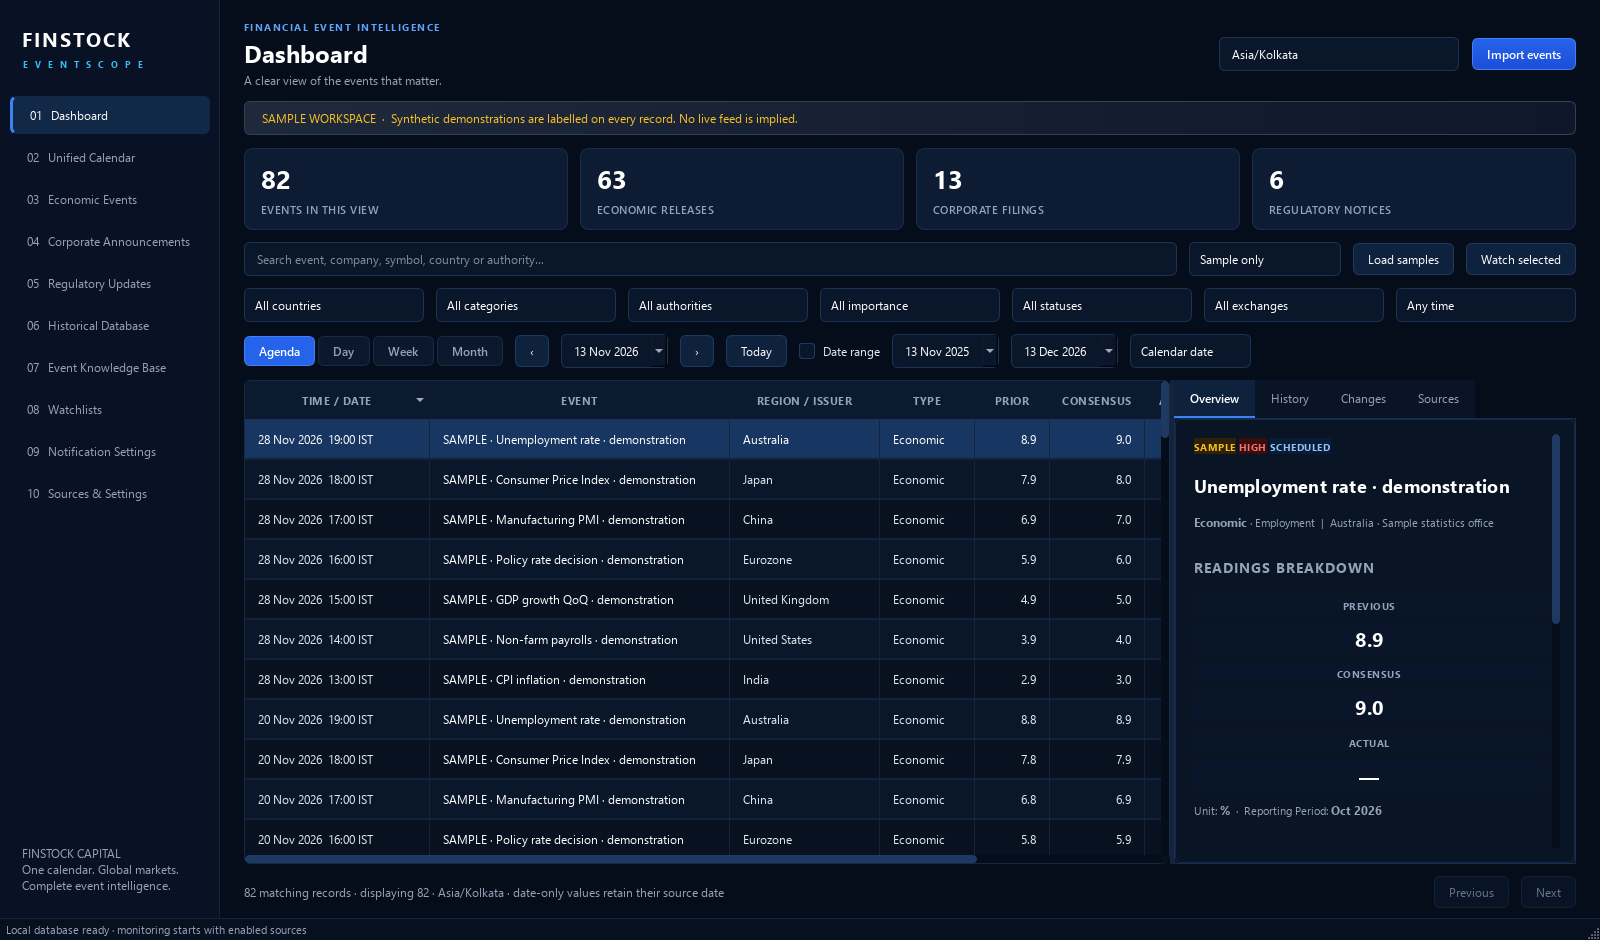 FINSTOCK
EVENTSCOPE
01 Dashboard
02 Unified Calendar
03 Economic Events
04 Corporate Announcements
05 Regulatory Updates
06 Historical Database
07 Event Knowledge Base
08 Watchlists
09 Notification Settings
10 Sources & Settings
FINSTOCK CAPITAL
One calendar. Global markets.
Complete event intelligence.
FINANCIAL EVENT INTELLIGENCE
Dashboard
A clear view of the events that matter.
Asia/Kolkata
Import events
SAMPLE WORKSPACE · Synthetic demonstrations are labelled on every record. No live feed is implied.
82
EVENTS IN THIS VIEW
63
ECONOMIC RELEASES
13
CORPORATE FILINGS
6
REGULATORY NOTICES
Search event, company, symbol, country or authority...
Sample only
Load samples
Watch selected
All countries
All categories
All authorities
All importance
All statuses
All exchanges
Any time
Agenda
Day
Week
Month
‹
13 Nov 2026
›
Today
Date range
13 Nov 2025
13 Dec 2026
Calendar date
TIME / DATE EVENT REGION / ISSUER TYPE PRIOR CONSENSUS
28 Nov 2026 19:00 IST SAMPLE · Unemployment rate · demonstration Australia Economic 8.9 9.0
28 Nov 2026 18:00 IST SAMPLE · Consumer Price Index · demonstration Japan Economic 7.9 8.0
28 Nov 2026 17:00 IST SAMPLE · Manufacturing PMI · demonstration China Economic 6.9 7.0
28 Nov 2026 16:00 IST SAMPLE · Policy rate decision · demonstration Eurozone Economic 5.9 6.0
28 Nov 2026 15:00 IST SAMPLE · GDP growth QoQ · demonstration United Kingdom Economic 4.9 5.0
28 Nov 2026 14:00 IST SAMPLE · Non-farm payrolls · demonstration United States Economic 3.9 4.0
28 Nov 2026 13:00 IST SAMPLE · CPI inflation · demonstration India Economic 2.9 3.0
20 Nov 2026 19:00 IST SAMPLE · Unemployment rate · demonstration Australia Economic 8.8 8.9
20 Nov 2026 18:00 IST SAMPLE · Consumer Price Index · demonstration Japan Economic 7.8 7.9
20 Nov 2026 17:00 IST SAMPLE · Manufacturing PMI · demonstration China Economic 6.8 6.9
20 Nov 2026 16:00 IST SAMPLE · Policy rate decision · demonstration Eurozone Economic 5.8 5.9
Overview
History
Changes
Sources
SAMPLE HIGH SCHEDULED
Unemployment rate · demonstration
Economic · Employment | Australia · Sample statistics office
READINGS BREAKDOWN
PREVIOUS
8.9
CONSENSUS
9.0
ACTUAL
—
Unit: % · Reporting Period: Oct 2026
82 matching records · displaying 82 · Asia/Kolkata · date-only values retain their source date
Previous
Next
Local database ready · monitoring starts with enabled sources